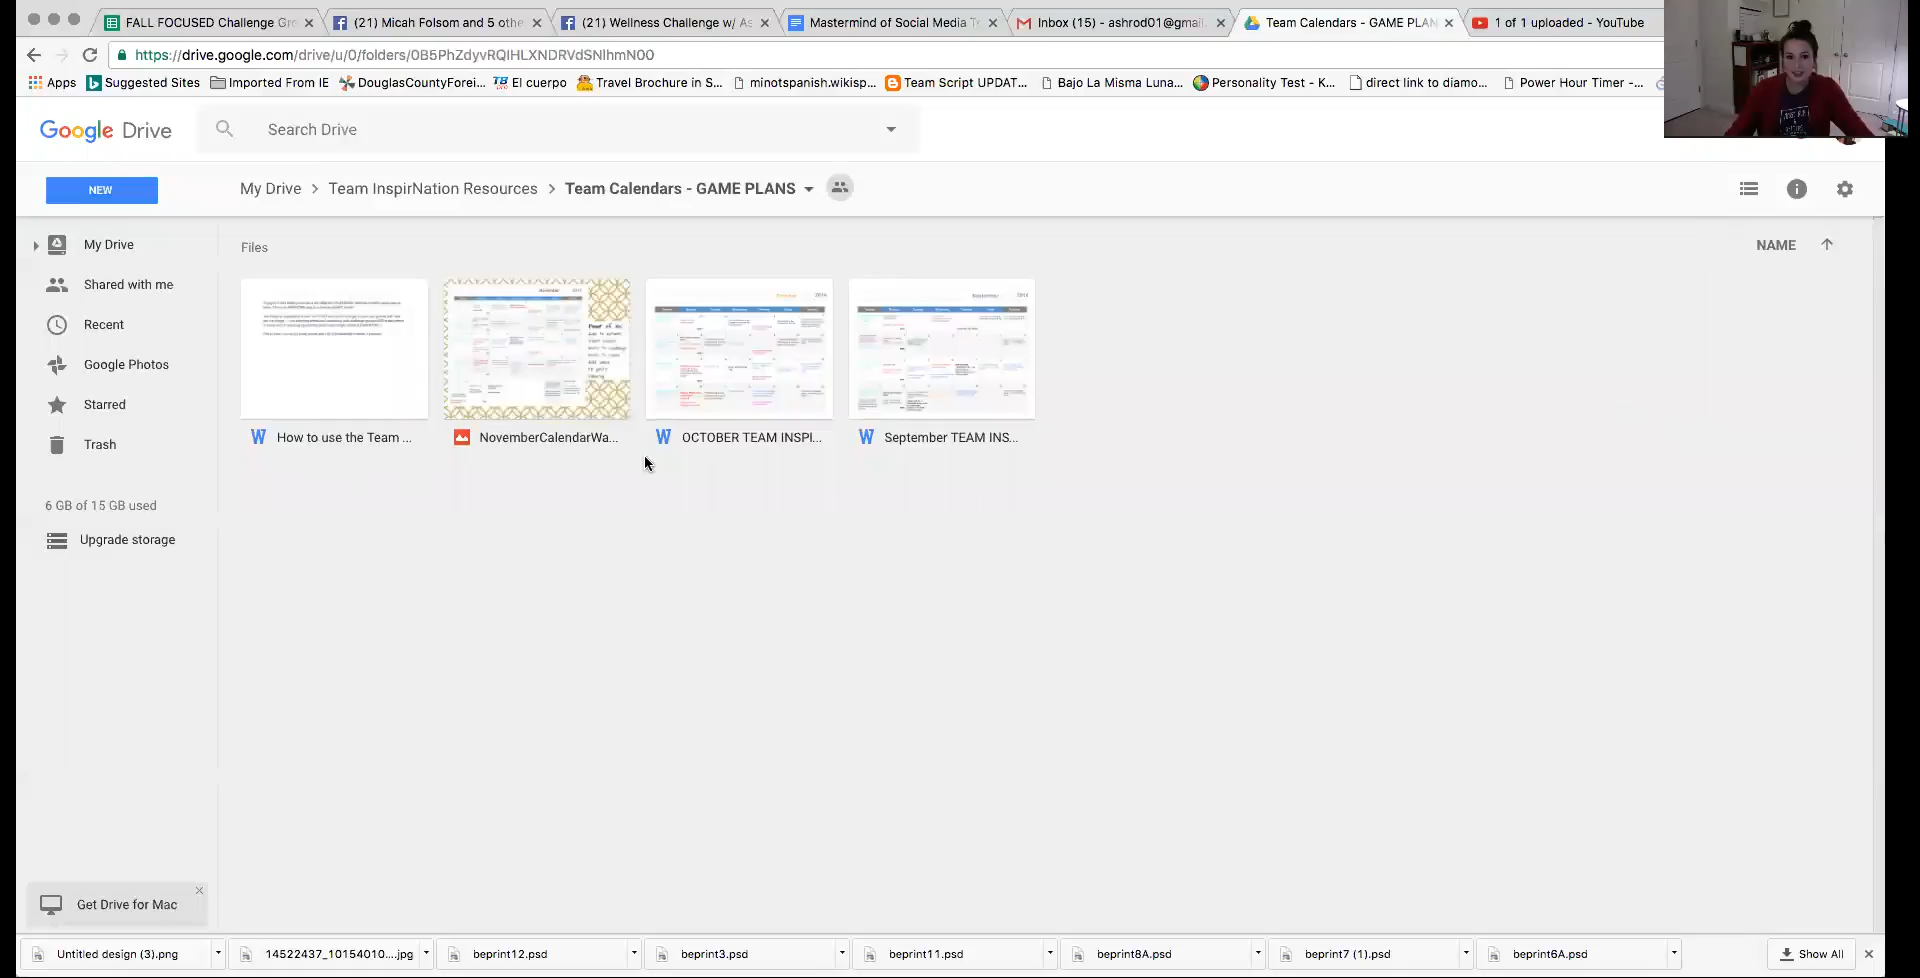 FALL FOCUSED Challenge Gr
(21) Micah Folsom and 5 othe
(21) Wellness Challenge w/ As
Mastermind of Social Media T
Inbox (15) - ashrod01@gmai
Team Calendars - GAME PLAN
1 of 1 uploaded - YouTube
https://drive.google.com/drive/u/0/folders/0B5PhZdyvRQlHLXNDRVdSNlhmN00
Apps
Suggested Sites
Imported From IE
DouglasCountyForei...
El cuerpo
Travel Brochure in S...
minotspanish.wikisp...
Team Script UPDAT...
Bajo La Misma Luna...
Personality Test - K...
direct link to diamo...
Power Hour Timer -...
Google Drive
Search Drive
NEW
My Drive > Team InspirNation Resources > Team Calendars - GAME PLANS
My Drive
Shared with me
Recent
Google Photos
Starred
Trash
6 GB of 15 GB used
Upgrade storage
Get Drive for Mac
Files
NAME
W How to use the Team ...
NovemberCalendarWa...
W OCTOBER TEAM INSPI...
W September TEAM INS...
Untitled design (3).png
14522437_10154010....jpg
beprint12.psd
beprint3.psd
beprint11.psd
beprint8A.psd
beprint7 (1).psd
beprint6A.psd
Show All